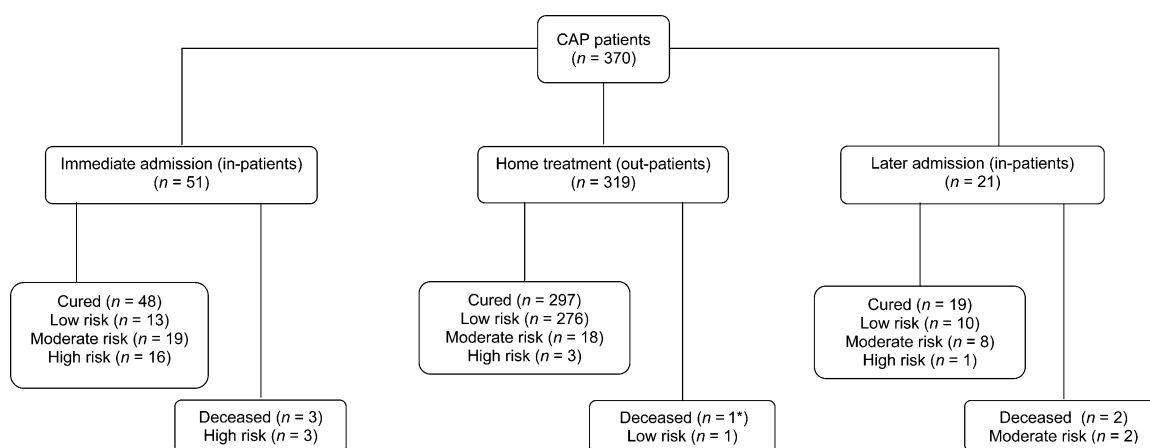 CAP patients
(n = 370)
Immediate admission (in-patients)
(n = 51)
Home treatment (out-patients)
(n = 319)
Later admission (in-patients)
(n = 21)
Cured (n = 48)
Low risk (n = 13)
Moderate risk (n = 19)
High risk (n = 16)
Cured (n = 297)
Low risk (n = 276)
Moderate risk (n = 18)
High risk (n = 3)
Cured (n = 19)
Low risk (n = 10)
Moderate risk (n = 8)
High risk (n = 1)
Deceased (n = 3)
High risk (n = 3)
Deceased (n = 1*)
Low risk (n = 1)
Deceased (n = 2)
Moderate risk (n = 2)